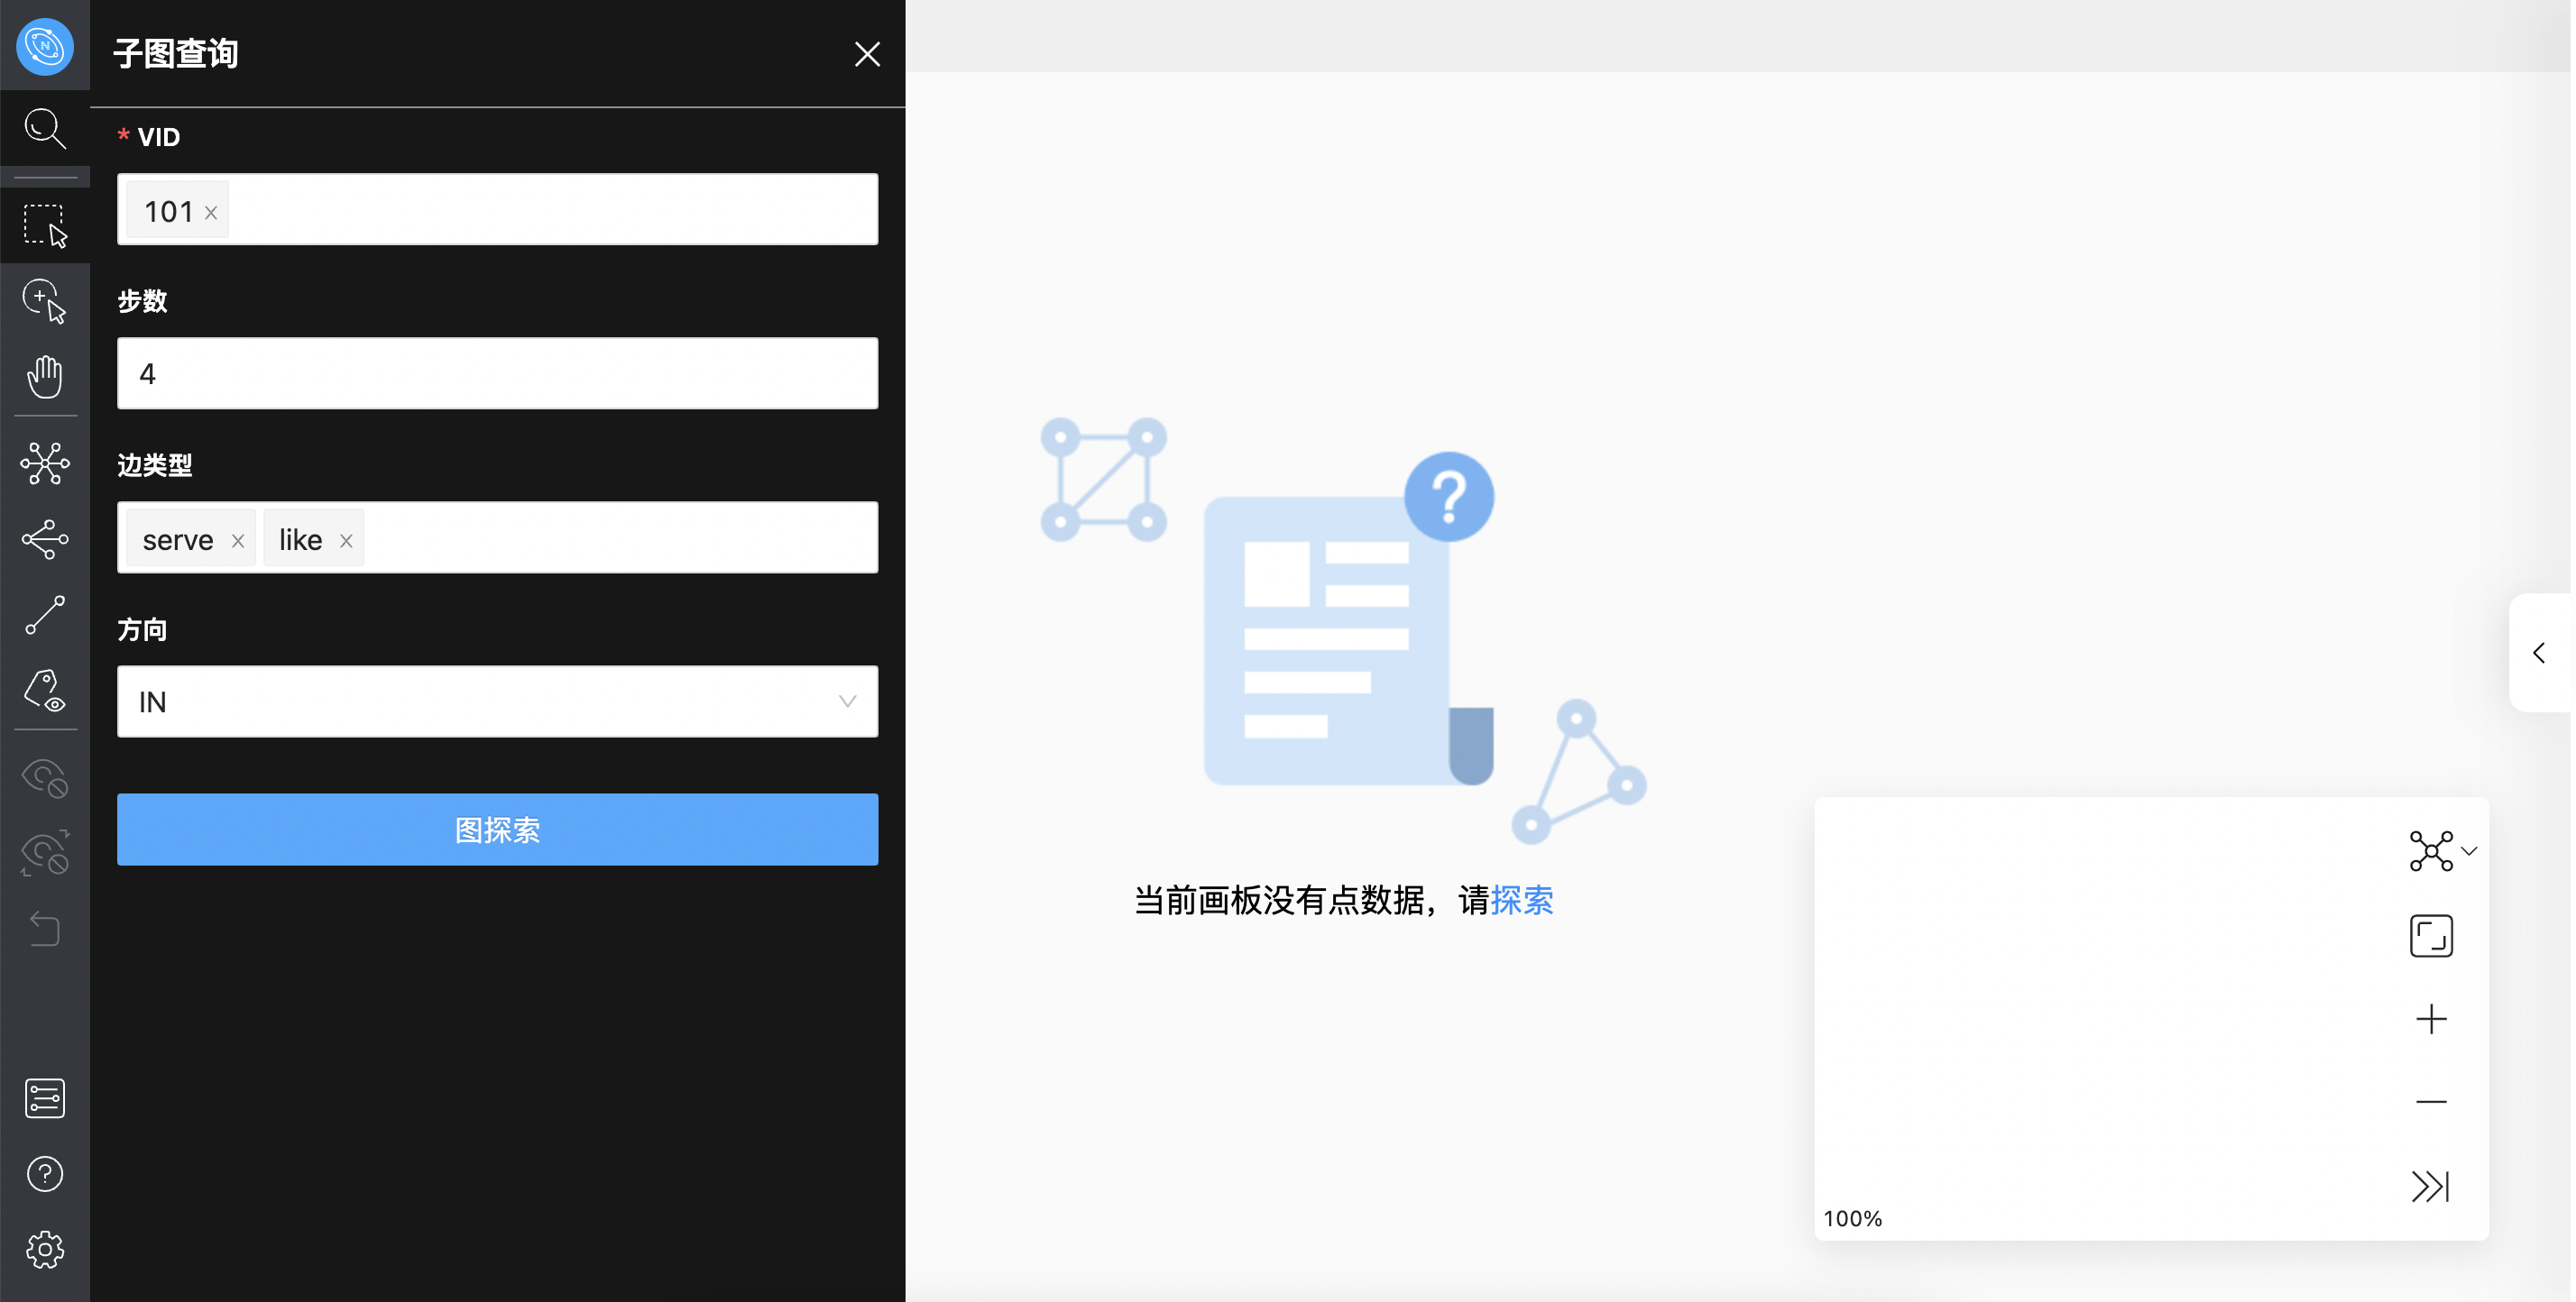 子图查询
* VID
101
步数
4
边类型
serve like
方向
IN
图探索
当前画板没有点数据，请探索
100%